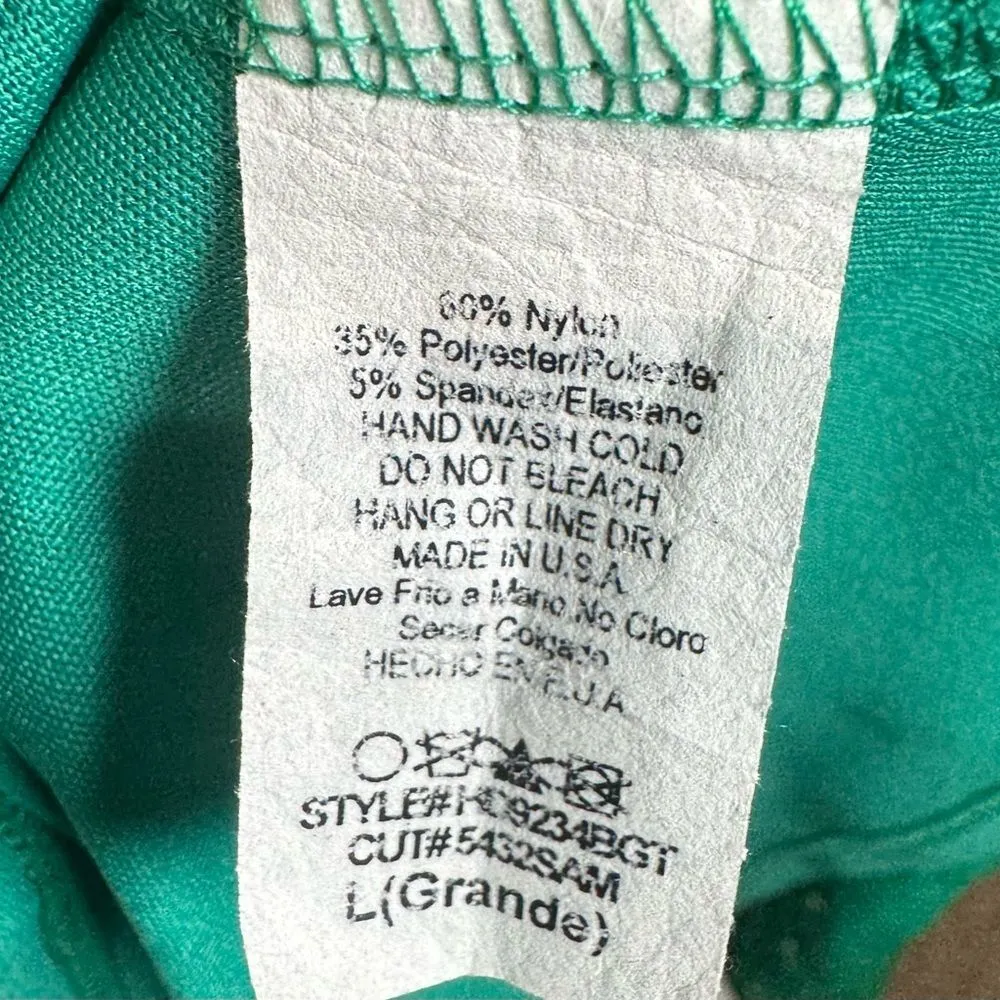 60% Nylon
35% Polyester/Poliester
5% Spandex/Elastano
HAND WASH COLD
DO NOT BLEACH
HANG OR LINE DRY
MADE IN U.S.A
Lave Frio a Mano No Cloro
Secar Colgado
HECHO EN E.U.A
STYLE# HC9234BGT
CUT# 5432SAM
L(Grande)